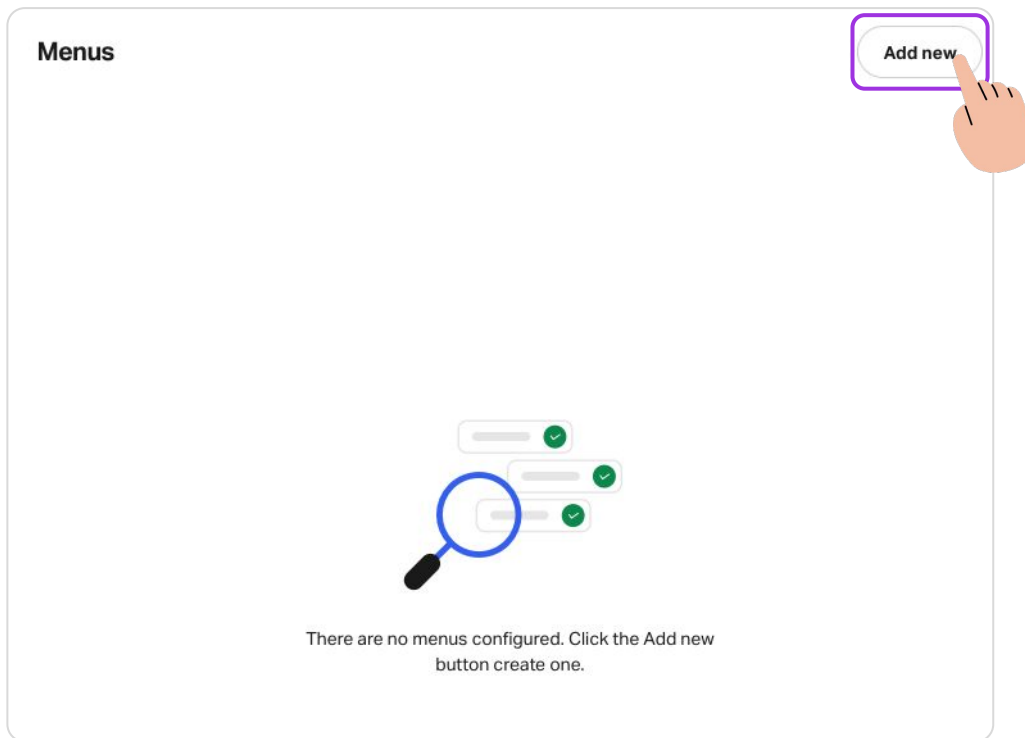 Menus
Add new
There are no menus configured. Click the Add new
button create one.